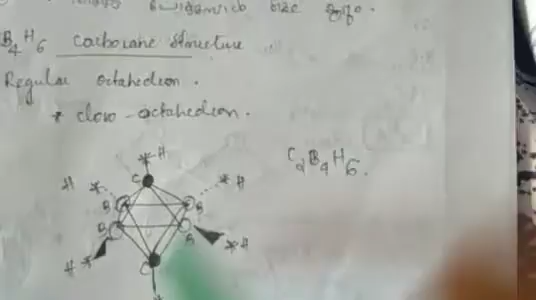 B4H6 carborane structure
Regular octahedron.
* closo-octahedron.
C2B4H6.
H
C
H
H
B
B
B
B
H
H
C